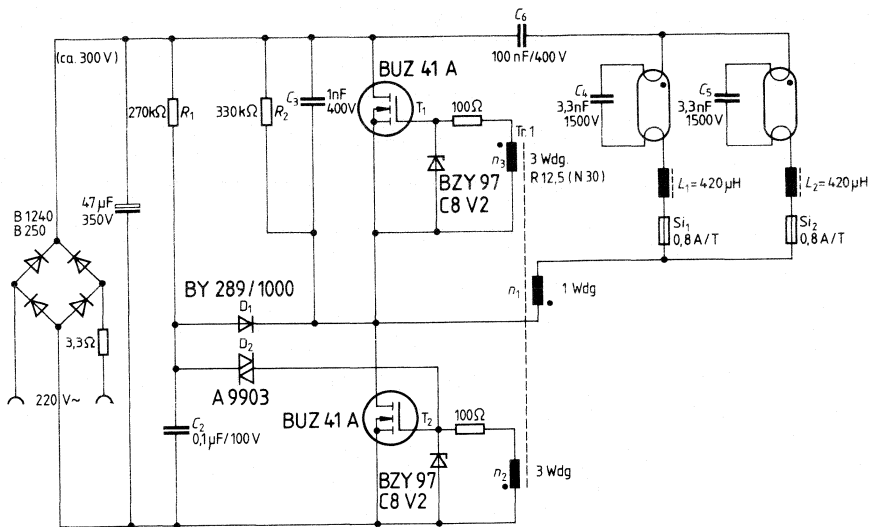 C₆
100 nF/400 V
(ca. 300 V)
BUZ 41 A
270kΩ
R₁
330 kΩ
R₂
C₃
1nF
400V
T₁
100Ω
Tr.1
n₃
3 Wdg.
R 12,5 (N 30)
BZY 97
C8 V2
C₄
3,3nF
1500V
C₅
3,3nF
1500V
L₁ = 420 µH
L₂ = 420 µH
Si₁
0,8 A/T
Si₂
0,8 A/T
47 µF
350V
B 1240
B 250
BY 289/1000
D₁
n₁
1 Wdg
3,3Ω
220 V~
D₂
A 9903
C₂
0,1µF/100 V
BUZ 41 A
T₂
100Ω
n₂
3 Wdg
BZY 97
C8 V2